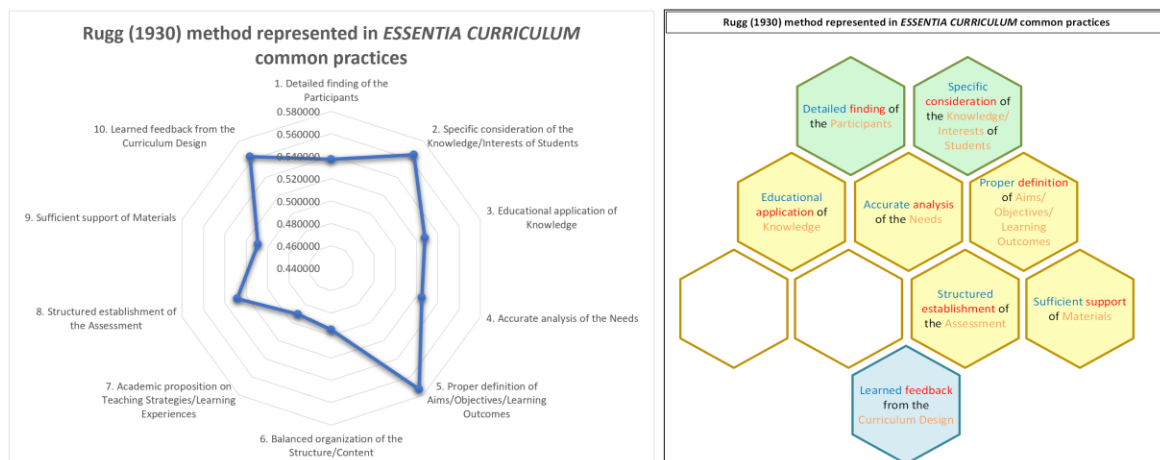 Rugg (1930) method represented in ESSENTIA CURRICULUM
common practices
1. Detailed finding of the
Participants
2. Specific consideration of the
Knowledge/Interests of Students
3. Educational application of
Knowledge
4. Accurate analysis of the Needs
5. Proper definition of
Aims/Objectives/Learning
Outcomes
6. Balanced organization of the
Structure/Content
7. Academic proposition on
Teaching Strategies/Learning
Experiences
8. Structured establishment of
the Assessment
9. Sufficient support of Materials
10. Learned feedback from the
Curriculum Design
0.580000
0.560000
0.540000
0.520000
0.500000
0.480000
0.460000
0.440000
Rugg (1930) method represented in ESSENTIA CURRICULUM common practices
Detailed finding of
the Participants
Specific
consideration of
the Knowledge/
Interests of
Students
Educational
application of
Knowledge
Accurate analysis
of the Needs
Proper definition
of Aims/
Objectives/
Learning
Outcomes
Structured
establishment of
the Assessment
Sufficient support
of Materials
Learned feedback
from the
Curriculum Design